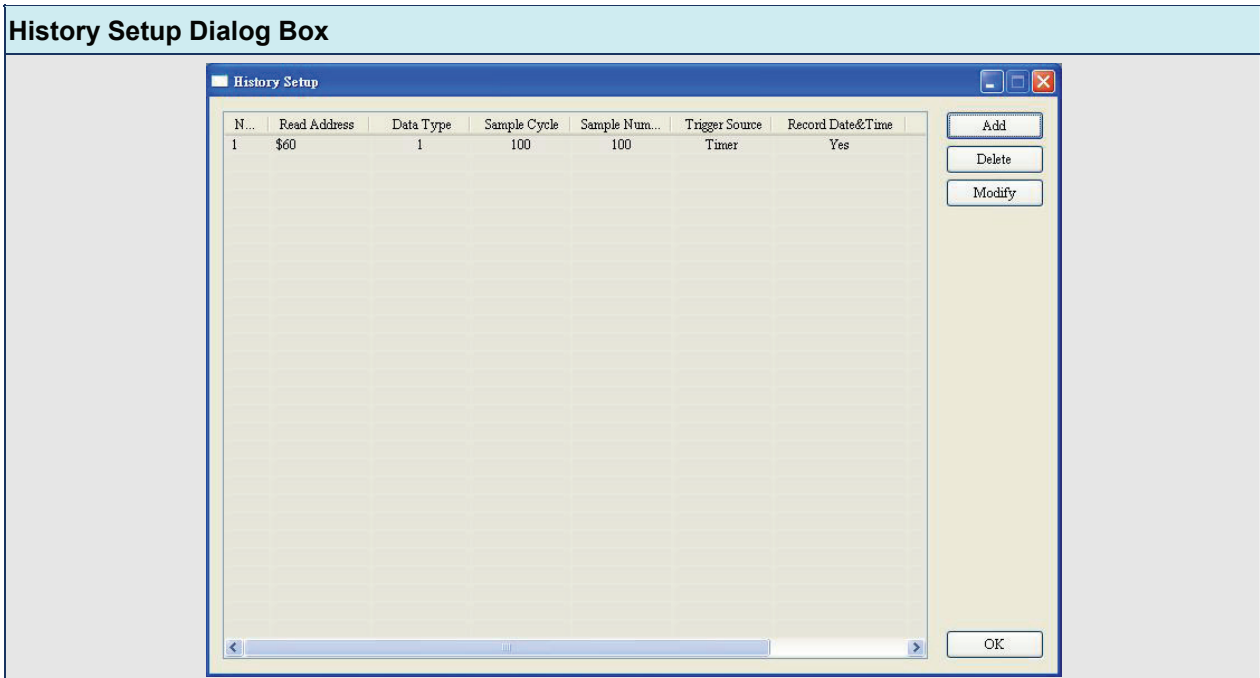 History Setup Dialog Box
History Setup
N... Read Address Data Type Sample Cycle Sample Num... Trigger Source Record Date&Time
1 $60 1 100 100 Timer Yes
Add
Delete
Modify
OK